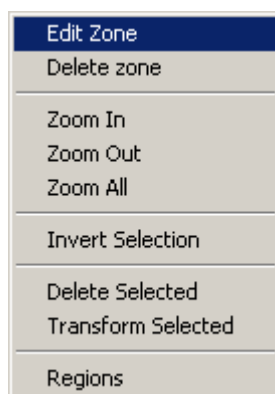 Edit Zone
Delete zone
Zoom In
Zoom Out
Zoom All
Invert Selection
Delete Selected
Transform Selected
Regions